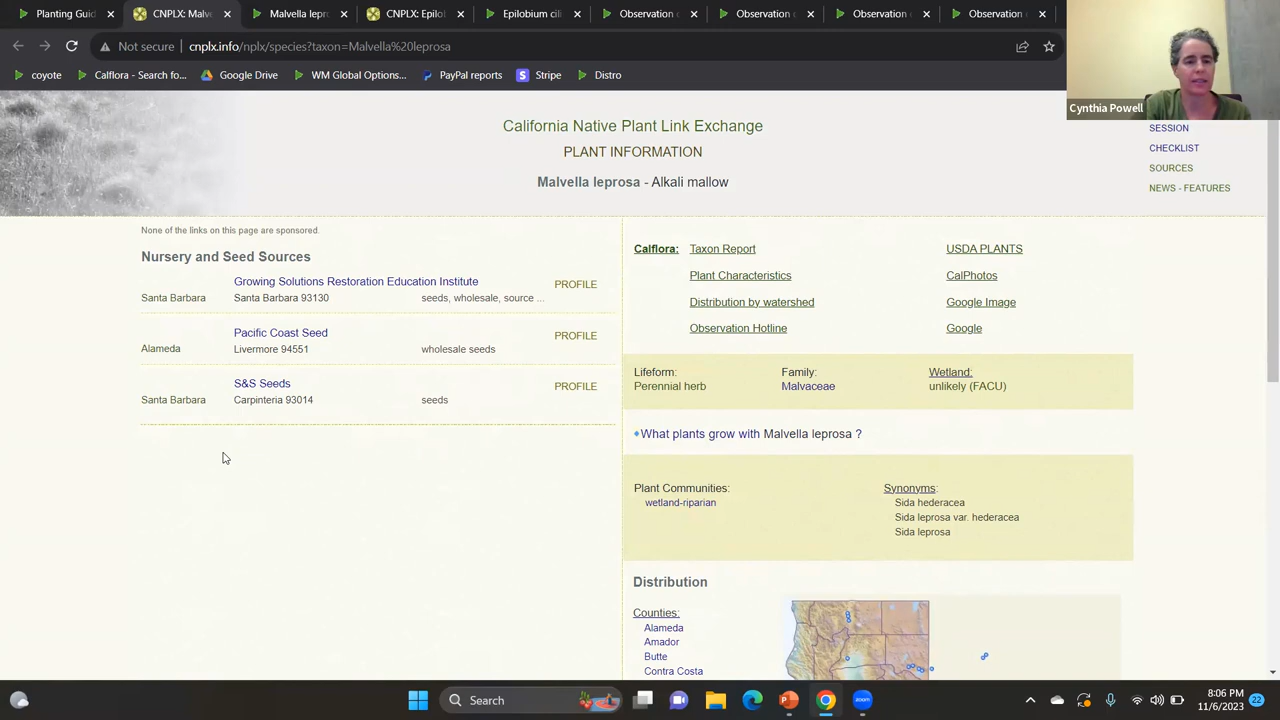 Planting Guid
CNPLX: Malv
Malvella lepr
CNPLX: Epilo
Epilobium cili
Observation
Observation
Observation
Observation
Not secure
cnplx.info/nplx/species?taxon=Malvella%20leprosa
coyote
Calflora - Search fo...
Google Drive
WM Global Options...
PayPal reports
Stripe
Distro
Cynthia Powell
California Native Plant Link Exchange
PLANT INFORMATION
Malvella leprosa - Alkali mallow
SESSION
CHECKLIST
SOURCES
NEWS - FEATURES
None of the links on this page are sponsored.
Nursery and Seed Sources
Growing Solutions Restoration Education Institute
PROFILE
Santa Barbara Santa Barbara 93130 seeds, wholesale, source ...
Pacific Coast Seed
PROFILE
Alameda Livermore 94551 wholesale seeds
S&S Seeds
PROFILE
Santa Barbara Carpinteria 93014 seeds
Calflora: Taxon Report USDA PLANTS
Plant Characteristics CalPhotos
Distribution by watershed Google Image
Observation Hotline Google
Lifeform: Family: Wetland:
Perennial herb Malvaceae unlikely (FACU)
What plants grow with Malvella leprosa ?
Plant Communities: Synonyms:
wetland-riparian Sida hederacea
Sida leprosa var. hederacea
Sida leprosa
Distribution
Counties:
Alameda
Amador
Butte
Contra Costa
Search
8:06 PM
11/6/2023
22